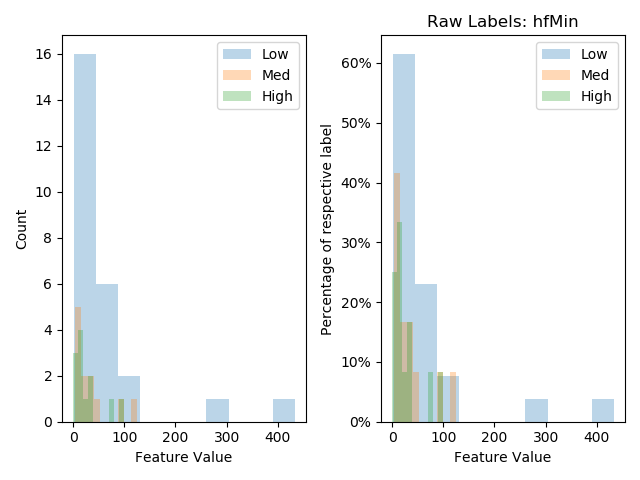 Raw Labels: hfMin
Count
16
14
12
10
8
6
4
2
0
0
100
200
300
400
Feature Value
Low
Med
High
Percentage of respective label
60%
50%
40%
30%
20%
10%
0%
0
100
200
300
400
Feature Value
Low
Med
High